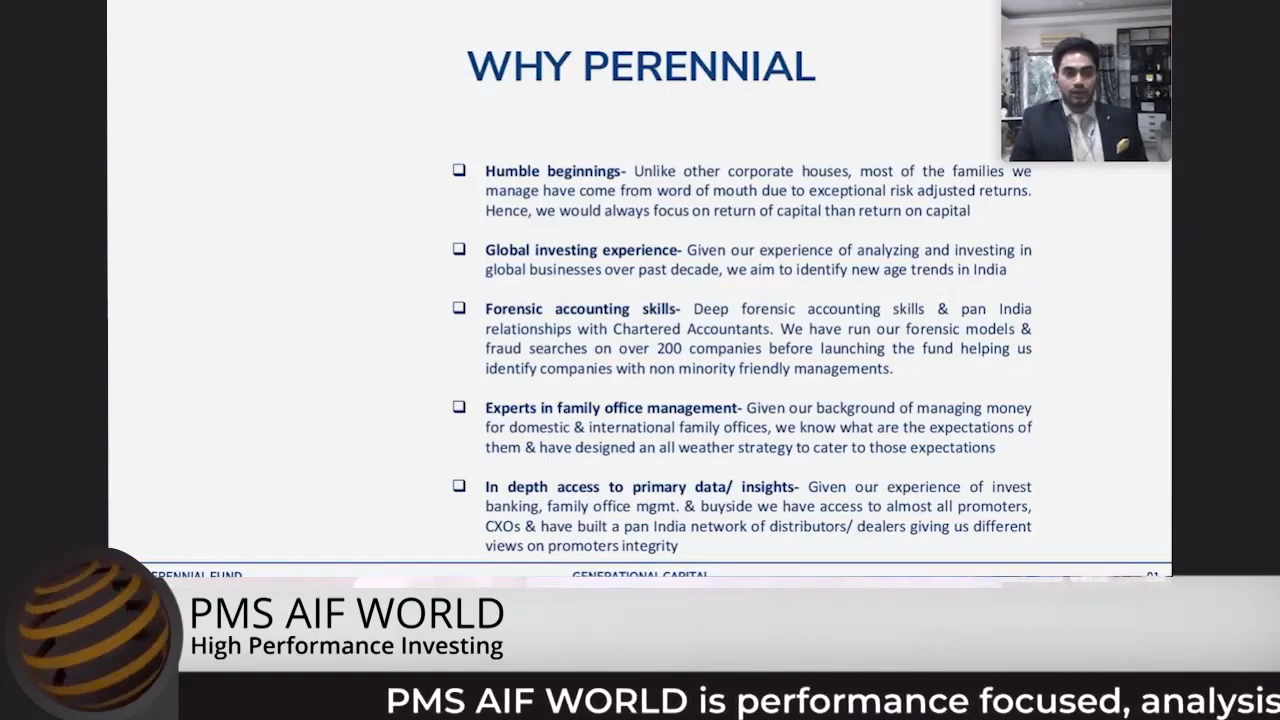 WHY PERENNIAL
Humble beginnings- Unlike other corporate houses, most of the families we
manage have come from word of mouth due to exceptional risk adjusted returns.
Hence, we would always focus on return of capital than return on capital
Global investing experience- Given our experience of analyzing and investing in
global businesses over past decade, we aim to identify new age trends in India
Forensic accounting skills- Deep forensic accounting skills & pan India
relationships with Chartered Accountants. We have run our forensic models &
fraud searches on over 200 companies before launching the fund helping us
identify companies with non minority friendly managements.
Experts in family office management- Given our background of managing money
for domestic & international family offices, we know what are the expectations of
them & have designed an all weather strategy to cater to those expectations
In depth access to primary data/ insights- Given our experience of invest
banking, family office mgmt. & buyside we have access to almost all promoters,
CXOs & have built a pan India network of distributors/ dealers giving us different
views on promoters integrity
ERENNIAL FUND GENERATIONAL CAPITAL 01
PMS AIF WORLD
High Performance Investing
PMS AIF WORLD is performance focused, analysis